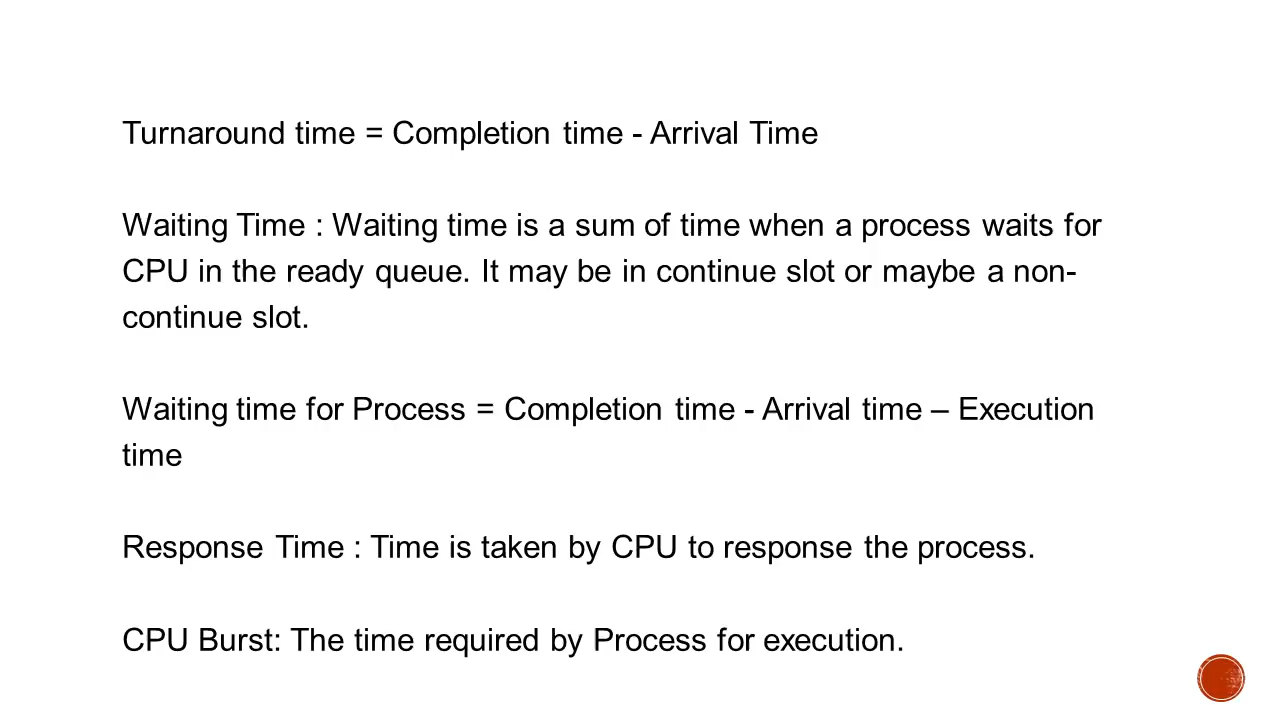 Turnaround time = Completion time - Arrival Time
Waiting Time : Waiting time is a sum of time when a process waits for
CPU in the ready queue. It may be in continue slot or maybe a non-
continue slot.
Waiting time for Process = Completion time - Arrival time – Execution
time
Response Time : Time is taken by CPU to response the process.
CPU Burst: The time required by Process for execution.